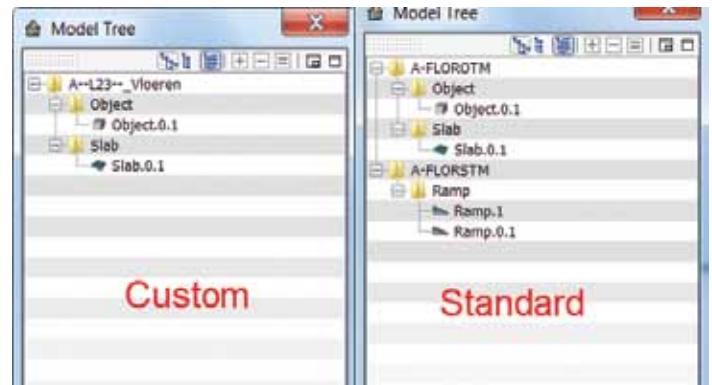 Model Tree
A--L23--_Vloeren
Object
Object.0.1
Slab
Slab.0.1
Custom
Model Tree
A-FLOROTM
Object
Object.0.1
Slab
Slab.0.1
A-FLORSTM
Ramp
Ramp.1
Ramp.0.1
Standard